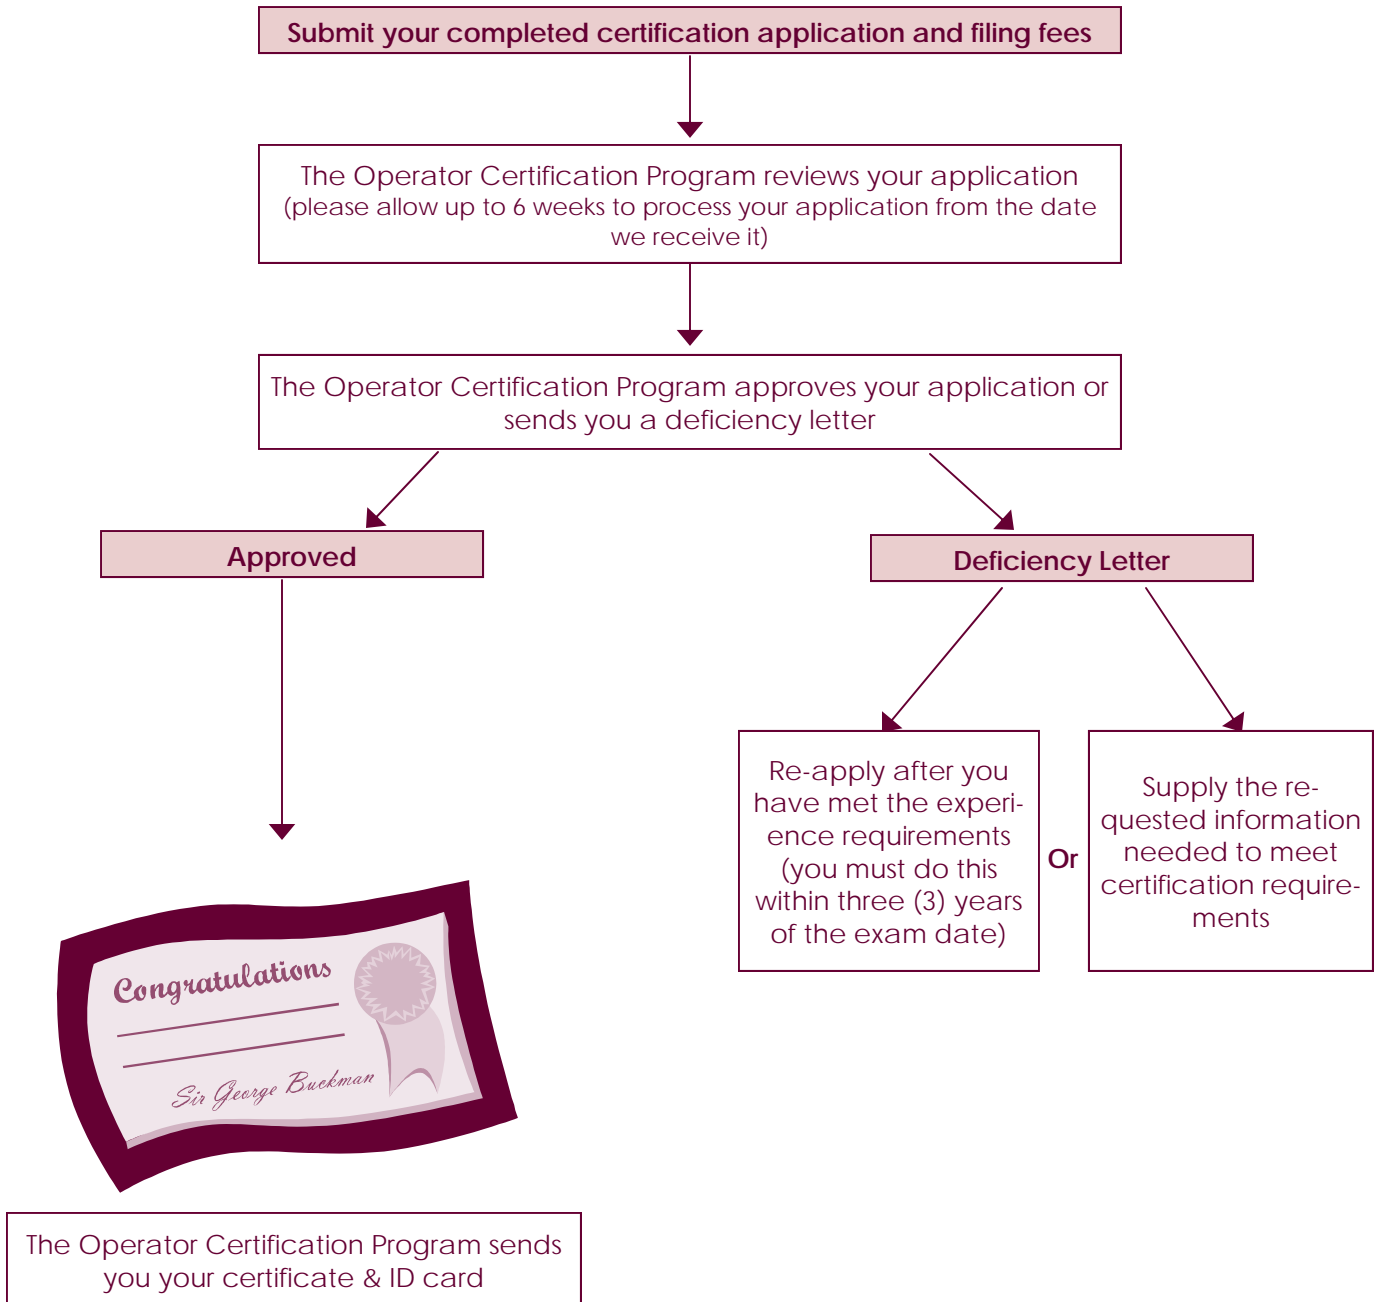 Submit your completed certification application and filing fees
The Operator Certification Program reviews your application
(please allow up to 6 weeks to process your application from the date
we receive it)
The Operator Certification Program approves your application or
sends you a deficiency letter
Approved
Deficiency Letter
Re-apply after you
have met the experi-
ence requirements
(you must do this
within three (3) years
of the exam date)
Or
Supply the re-
quested information
needed to meet
certification require-
ments
Congratulations
Sir George Buckman
The Operator Certification Program sends
you your certificate & ID card